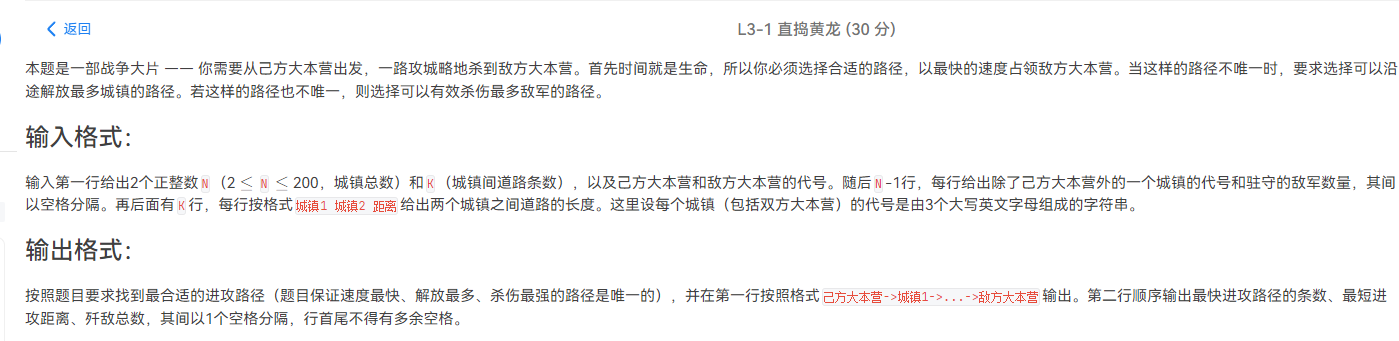 返回
L3-1 直捣黄龙 (30 分)
本题是一部战争大片 —— 你需要从己方大本营出发，一路攻城略地杀到敌方大本营。首先时间就是生命，所以你必须选择合适的路径，以最快的速度占领敌方大本营。当这样的路径不唯一时，要求选择可以沿
途解放最多城镇的路径。若这样的路径也不唯一，则选择可以有效杀伤最多敌军的路径。
输入格式：
输入第一行给出2个正整数 N（2 ≤ N ≤ 200，城镇总数）和 K（城镇间道路条数），以及己方大本营和敌方大本营的代号。随后 N-1行，每行给出除了己方大本营外的一个城镇的代号和驻守的敌军数量，其间
以空格分隔。再后面有 K 行，每行按格式 城镇1 城镇2 距离 给出两个城镇之间道路的长度。这里设每个城镇（包括双方大本营）的代号是由3个大写英文字母组成的字符串。
输出格式：
按照题目要求找到最合适的进攻路径（题目保证速度最快、解放最多、杀伤最强的路径是唯一的），并在第一行按照格式 己方大本营->城镇1->...->敌方大本营 输出。第二行顺序输出最快进攻路径的条数、最短进
攻距离、歼敌总数，其间以1个空格分隔，行首尾不得有多余空格。